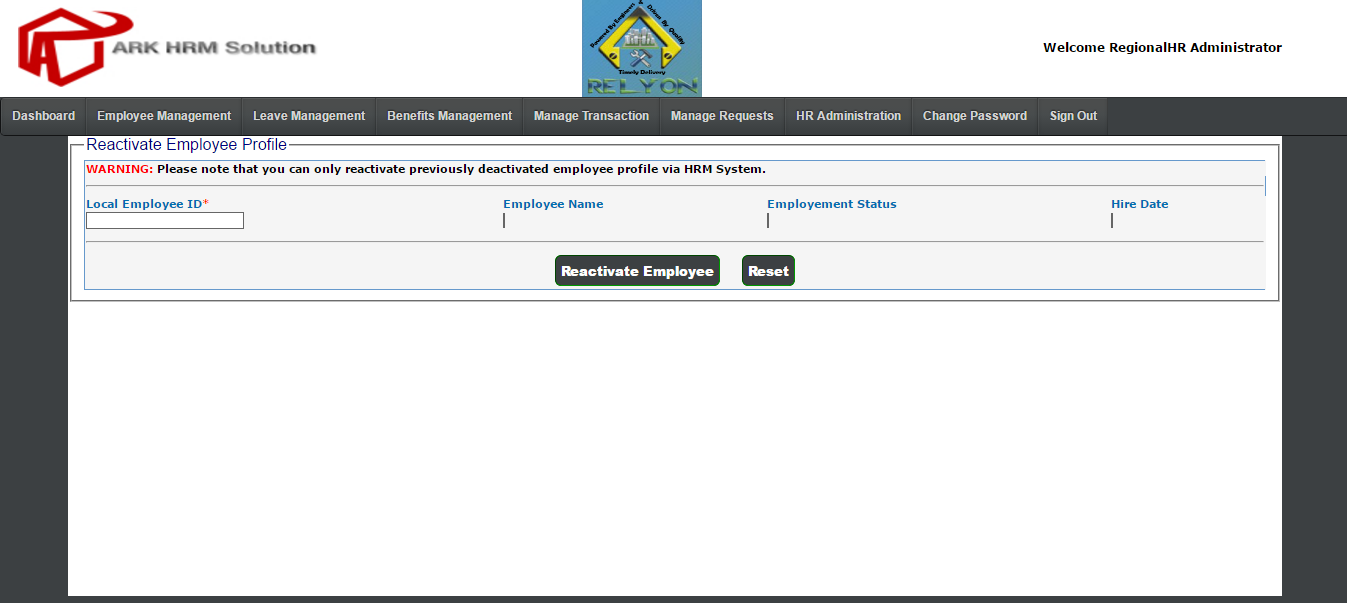 ARK HRM Solution
Powered By Engineers & Driven By Quality
Timely Delivery
RELYON
Welcome RegionalHR Administrator
Dashboard Employee Management Leave Management Benefits Management Manage Transaction Manage Requests HR Administration Change Password Sign Out
Reactivate Employee Profile
WARNING: Please note that you can only reactivate previously deactivated employee profile via HRM System.
Local Employee ID* Employee Name Employement Status Hire Date
Reactivate Employee Reset